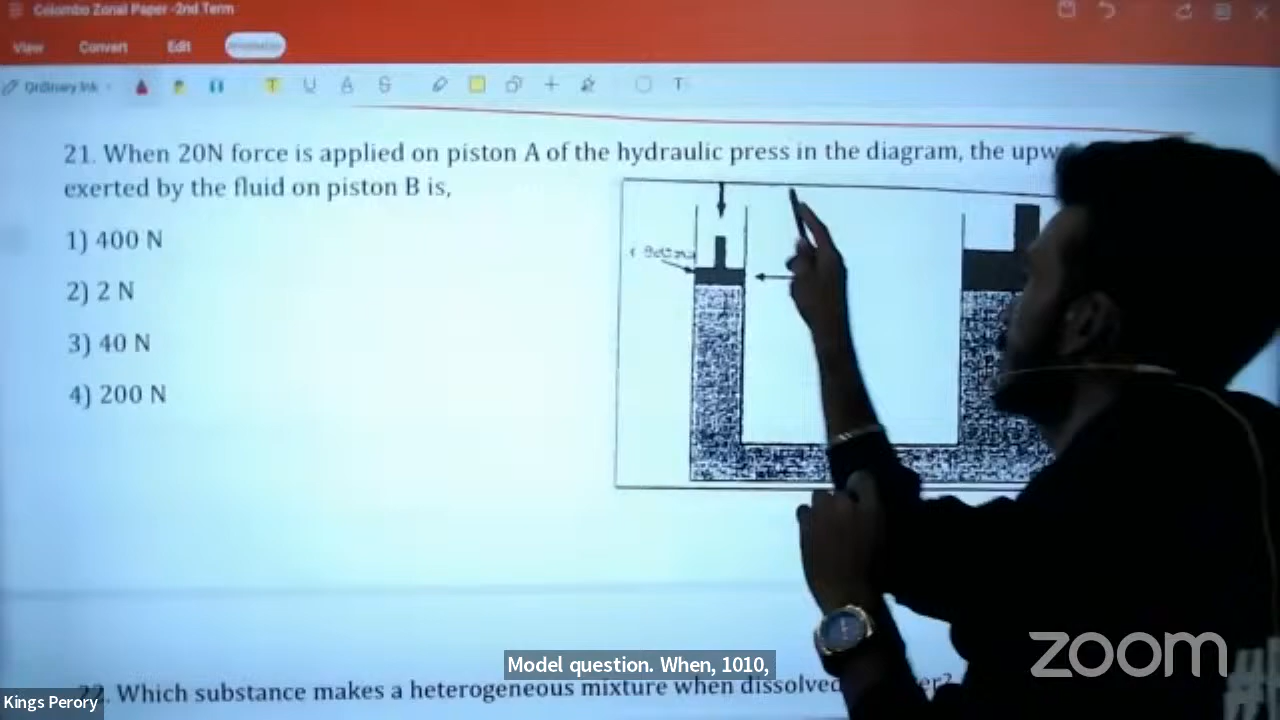 Colombo Zonal Paper -2nd Term
View Convert Edit
Ordinary Ink
21. When 20N force is applied on piston A of the hydraulic press in the diagram, the
exerted by the fluid on piston B is,
1) 400 N
2) 2 N
3) 40 N
4) 200 N
Model question. When, 1010,
22. Which substance makes a heterogeneous mixture when dissolved
Kings Perory
zoom